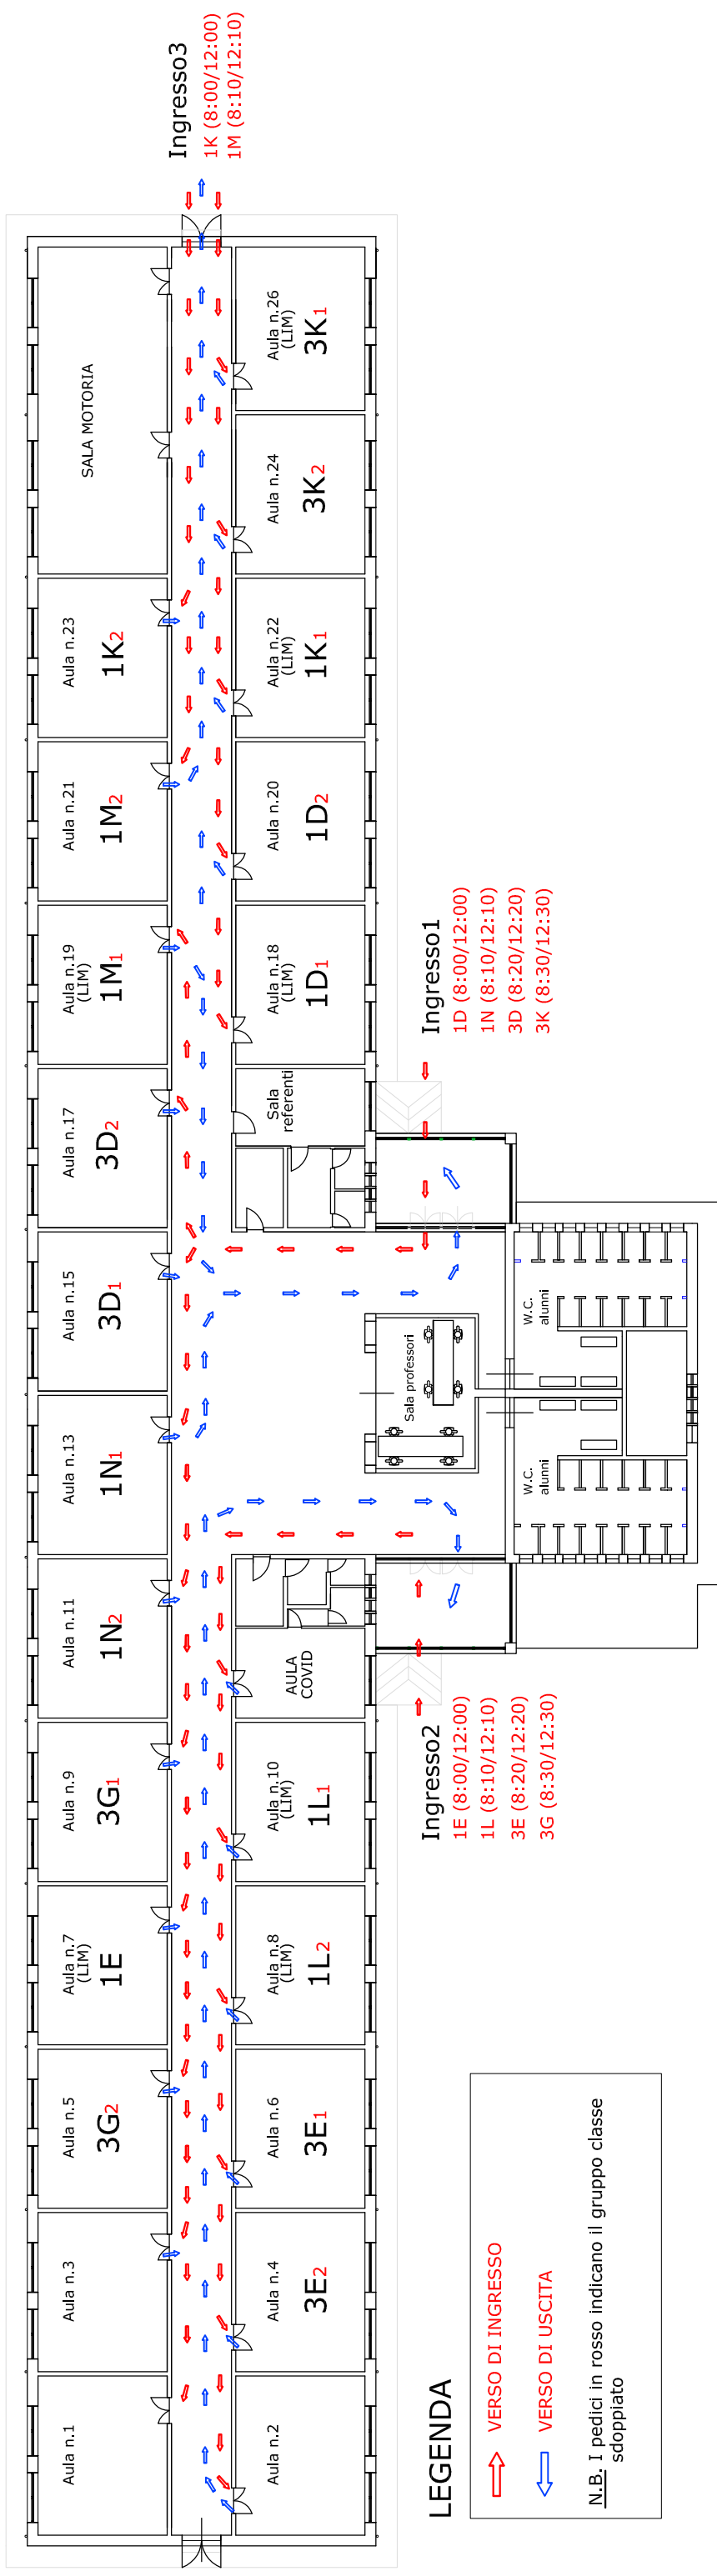 Ingresso3
1K (8:00/12:00)
1M (8:10/12:10)
SALA MOTORIA
Aula n.26
(LIM)
3K1
Aula n.24
3K2
Aula n.23
1K2
Aula n.22
(LIM)
1K1
Aula n.21
1M2
Aula n.20
1D2
Aula n.19
(LIM)
1M1
Aula n.18
(LIM)
1D1
Aula n.17
3D2
Sala
referenti
Ingresso1
1D (8:00/12:00)
1N (8:10/12:10)
3D (8:20/12:20)
3K (8:30/12:30)
Aula n.15
3D1
Sala professori
W.C.
alunni
W.C.
alunni
Aula n.13
1N1
Aula n.11
1N2
AULA
COVID
Ingresso2
1E (8:00/12:00)
1L (8:10/12:10)
3E (8:20/12:20)
3G (8:30/12:30)
Aula n.9
3G1
Aula n.10
(LIM)
1L1
Aula n.7
(LIM)
1E
Aula n.8
(LIM)
1L2
Aula n.5
3G2
Aula n.6
3E1
Aula n.3
Aula n.4
3E2
Aula n.1
Aula n.2
LEGENDA
VERSO DI INGRESSO
VERSO DI USCITA
N.B. I pedici in rosso indicano il gruppo classe
sdoppiato